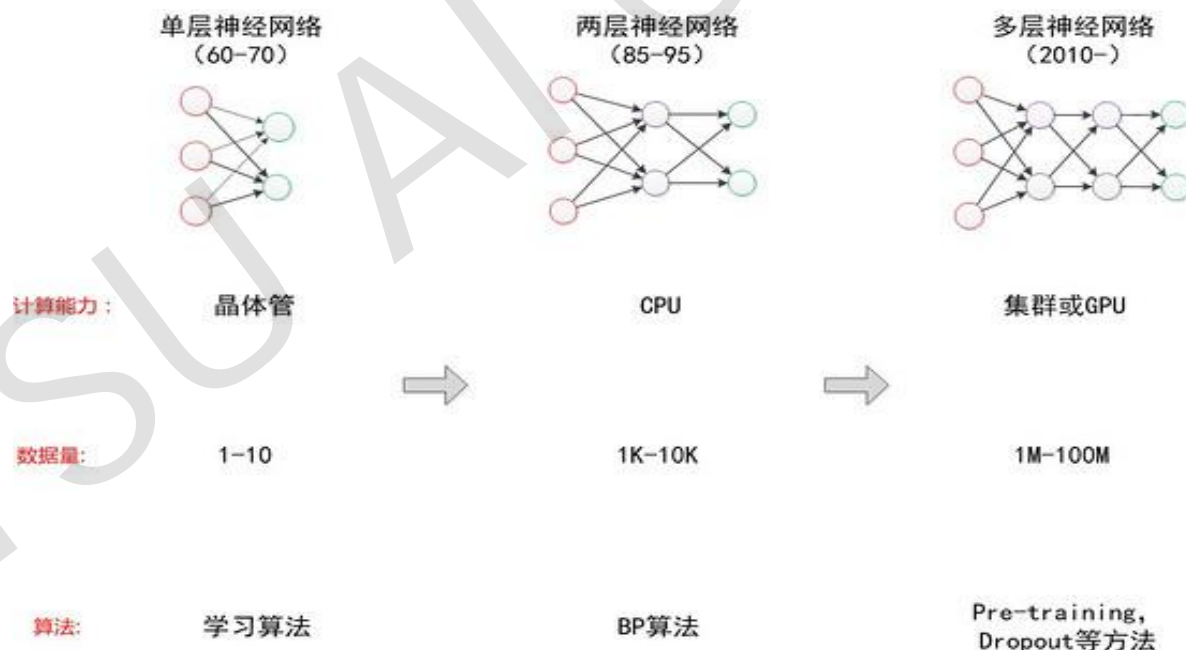 单层神经网络
（60-70）
两层神经网络
（85-95）
多层神经网络
（2010-）
计算能力：
晶体管
CPU
集群或GPU
数据量:
1-10
1K-10K
1M-100M
算法:
学习算法
BP算法
Pre-training,
Dropout等方法
SU AI